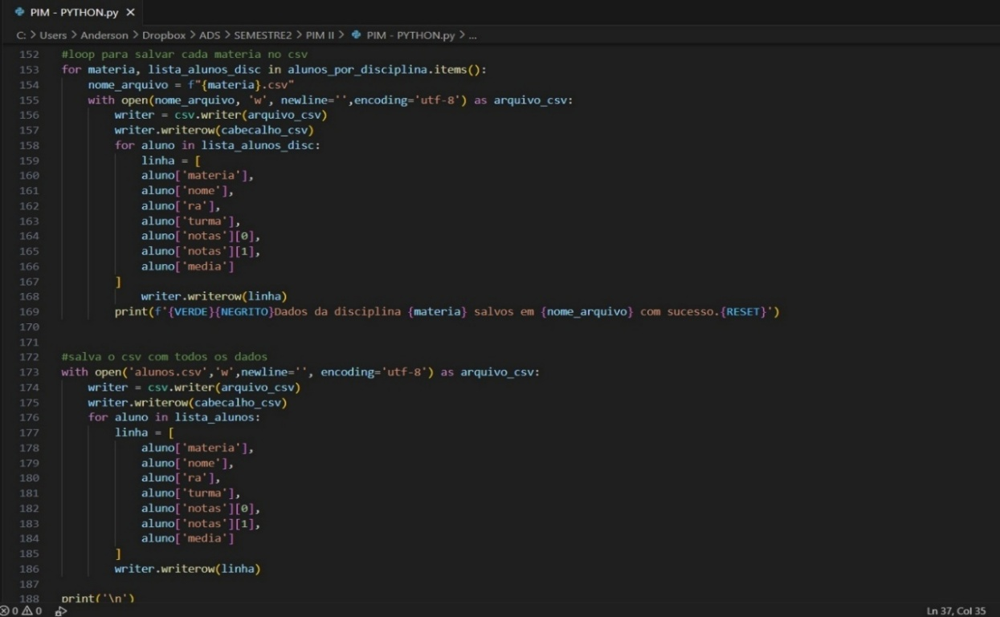 PIM - PYTHON.py ×
C: > Users > Anderson > Dropbox > ADS > SEMESTRE2 > PIM II > PIM - PYTHON.py > ...
152 #loop para salvar cada materia no csv
153 for materia, lista_alunos_disc in alunos_por_disciplina.items():
154     nome_arquivo = f"{materia}.csv"
155     with open(nome_arquivo, 'w', newline='',encoding='utf-8') as arquivo_csv:
156         writer = csv.writer(arquivo_csv)
157         writer.writerow(cabecalho_csv)
158         for aluno in lista_alunos_disc:
159             linha = [
160             aluno['materia'],
161             aluno['nome'],
162             aluno['ra'],
163             aluno['turma'],
164             aluno['notas'][0],
165             aluno['notas'][1],
166             aluno['media']
167         ]
168             writer.writerow(linha)
169         print(f'{VERDE}{NEGRITO}Dados da disciplina {materia} salvos em {nome_arquivo} com sucesso.{RESET}')
170
171
172 #salva o csv com todos os dados
173 with open('alunos.csv','w',newline='', encoding='utf-8') as arquivo_csv:
174     writer = csv.writer(arquivo_csv)
175     writer.writerow(cabecalho_csv)
176     for aluno in lista_alunos:
177         linha = [
178             aluno['materia'],
179             aluno['nome'],
180             aluno['ra'],
181             aluno['turma'],
182             aluno['notas'][0],
183             aluno['notas'][1],
184             aluno['media']
185         ]
186         writer.writerow(linha)
187
188 print('\n')
0 0 Ln 37, Col 35